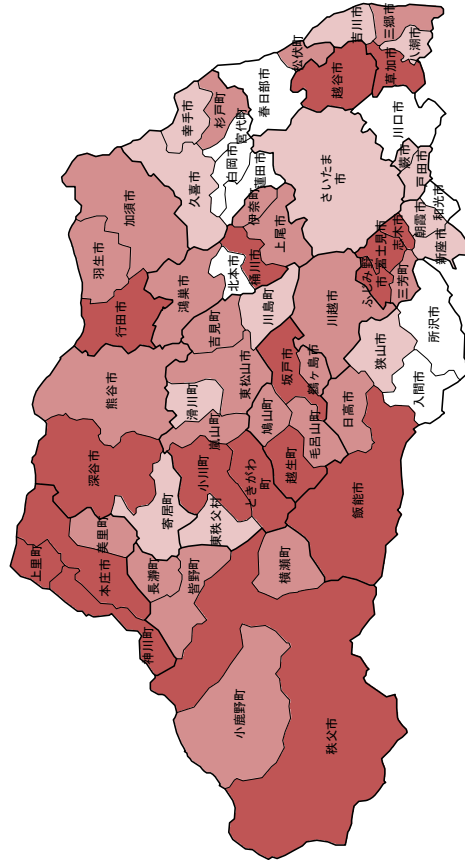 吉川市
三郷市
八潮市
松伏町
越谷市
草加市
春日部市
川口市
幸手市
杉戸町
宮代町
白岡市
蓮田市
さいたま
市
蕨市
戸田市
久喜市
加須市
伊奈町
上尾市
桶川市
北本市
朝霞市
和光市
新座市
志木市
富士見市
ふじみ野
市
三芳町
羽生市
行田市
鴻巣市
吉見町
川島町
川越市
狭山市
所沢市
入間市
熊谷市
滑川町
東松山市
坂戸市
鶴ヶ島市
日高市
毛呂山町
鳩山町
嵐山町
小川町
ときがわ
町
越生町
飯能市
深谷市
寄居町
東秩父村
美里町
上里町
本庄市
神川町
長瀞町
皆野町
横瀬町
小鹿野町
秩父市